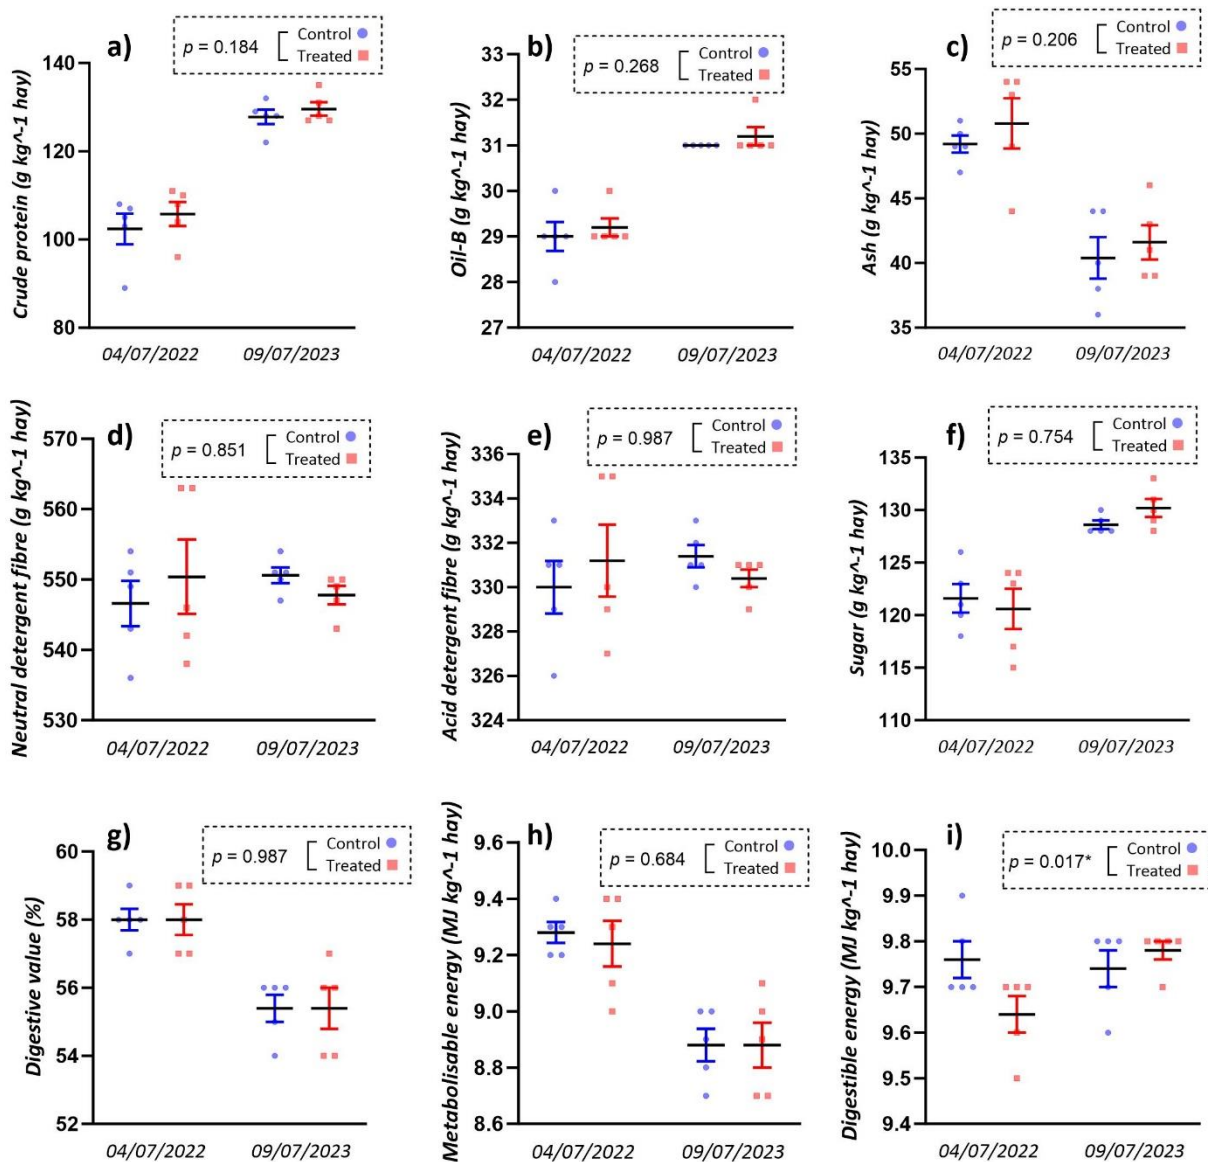 a)
p = 0.184
Control
Treated
Crude protein (g kg^-1 hay)
140
120
100
80
04/07/2022
09/07/2023
b)
p = 0.268
Control
Treated
Oil-B (g kg^-1 hay)
33
32
31
30
29
28
27
04/07/2022
09/07/2023
c)
p = 0.206
Control
Treated
Ash (g kg^-1 hay)
55
50
45
40
35
04/07/2022
09/07/2023
d)
p = 0.851
Control
Treated
Neutral detergent fibre (g kg^-1 hay)
570
560
550
540
530
04/07/2022
09/07/2023
e)
p = 0.987
Control
Treated
Acid detergent fibre (g kg^-1 hay)
336
334
332
330
328
326
324
04/07/2022
09/07/2023
f)
p = 0.754
Control
Treated
Sugar (g kg^-1 hay)
135
130
125
120
115
110
04/07/2022
09/07/2023
g)
p = 0.987
Control
Treated
Digestive value (%)
60
58
56
54
52
04/07/2022
09/07/2023
h)
p = 0.684
Control
Treated
Metabolisable energy (MJ kg^-1 hay)
9.6
9.4
9.2
9.0
8.8
8.6
04/07/2022
09/07/2023
i)
p = 0.017*
Control
Treated
Digestible energy (MJ kg^-1 hay)
10.0
9.9
9.8
9.7
9.6
9.5
9.4
04/07/2022
09/07/2023